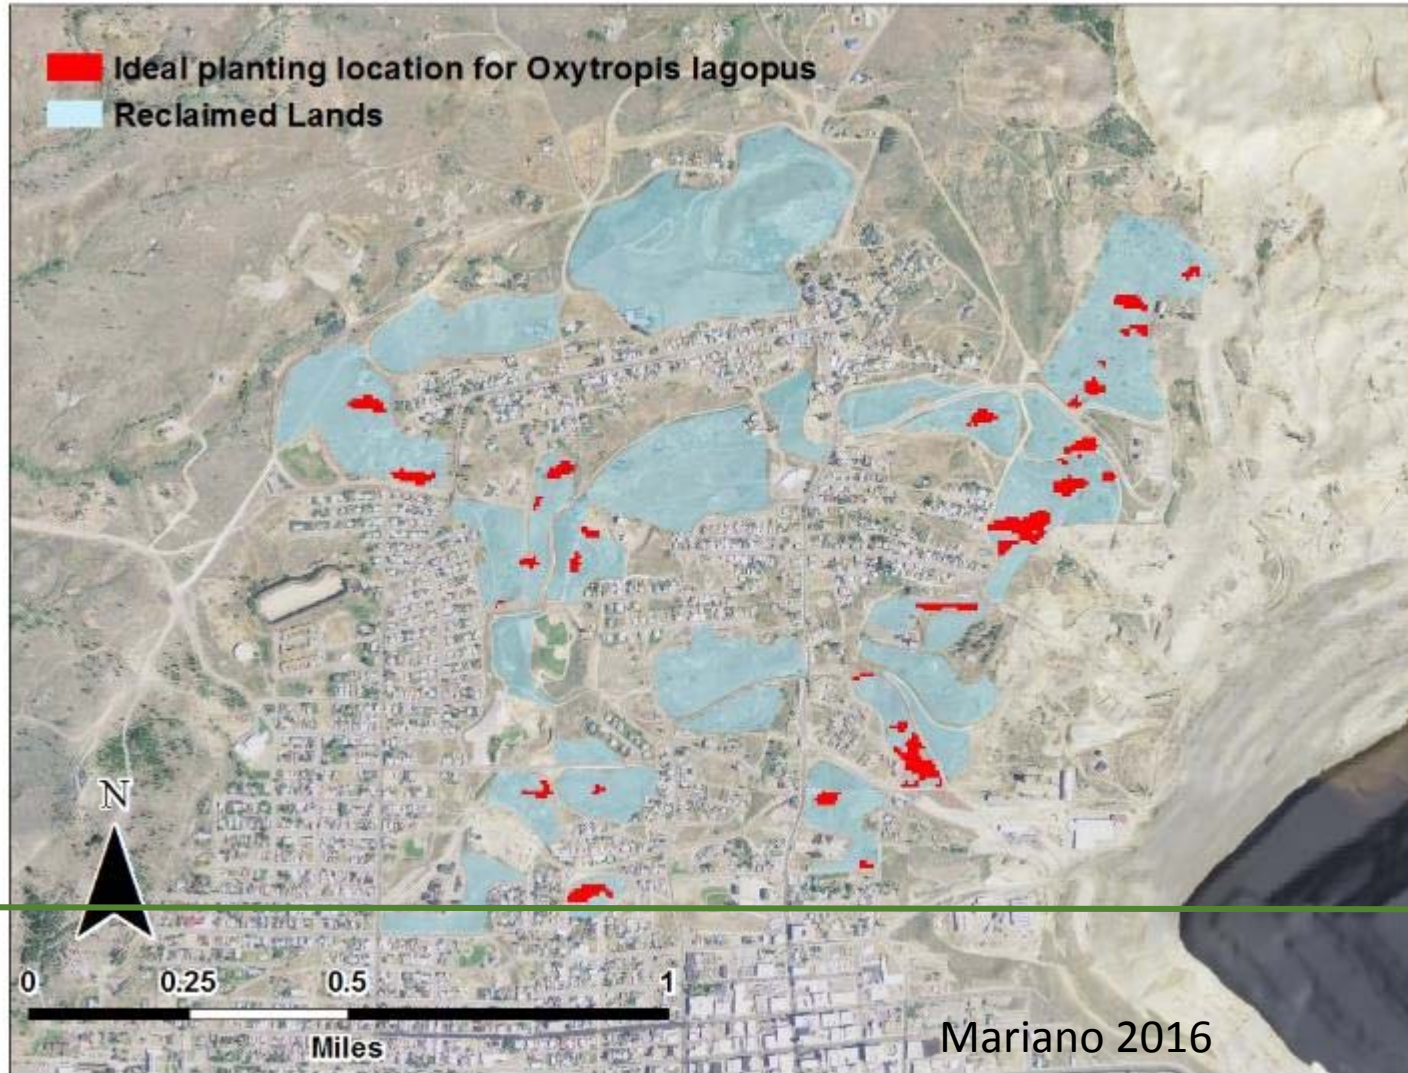 Ideal planting location for Oxytropis lagopus
Reclaimed Lands
N
0 0.25 0.5 1
Miles
Mariano 2016